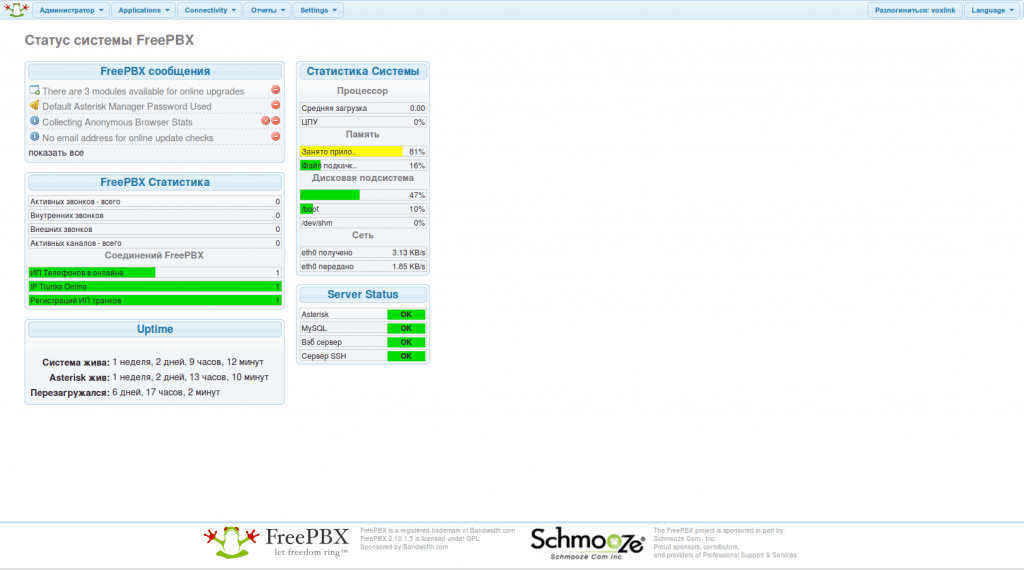 Администратор
Applications
Connectivity
Отчеты
Settings
Разлогиниться: voxlink
Language
Статус системы FreePBX
FreePBX сообщения
There are 3 modules available for online upgrades
Default Asterisk Manager Password Used
Collecting Anonymous Browser Stats
No email address for online update checks
показать все
FreePBX Статистика
Активных звонков - всего 0
Внутренних звонков 0
Внешних звонков 0
Активных каналов - всего 0
Соединений FreePBX
ИП Телефонов в онлайне 1
IP Trunks Online 1
Регистраций ИП транков 1
Uptime
Система жива: 1 неделя, 2 дней, 9 часов, 12 минут
Asterisk жив: 1 неделя, 2 дней, 13 часов, 10 минут
Перезагружался: 6 дней, 17 часов, 2 минут
Статистика Системы
Процессор
Средняя загрузка 0.00
ЦПУ 0%
Память
Занято прило.. 81%
Файл подкачк.. 16%
Дисковая подсистема
/ 47%
/boot 10%
/dev/shm 0%
Сеть
eth0 получено 3.13 KB/s
eth0 передано 1.85 KB/s
Server Status
Asterisk OK
MySQL OK
Вэб сервер OK
Сервер SSH OK
FreePBX
let freedom ring™
FreePBX is a registered trademark of Bandwidth.com
FreePBX 2.10.1.5 is licensed under GPL
Sponsored by Bandwidth.com
Schmooze®
Schmooze Com Inc.
The FreePBX project is sponsored in part by:
Schmooze Com., Inc.
Proud sponsors, contributors,
and providers of Professional Support & Services